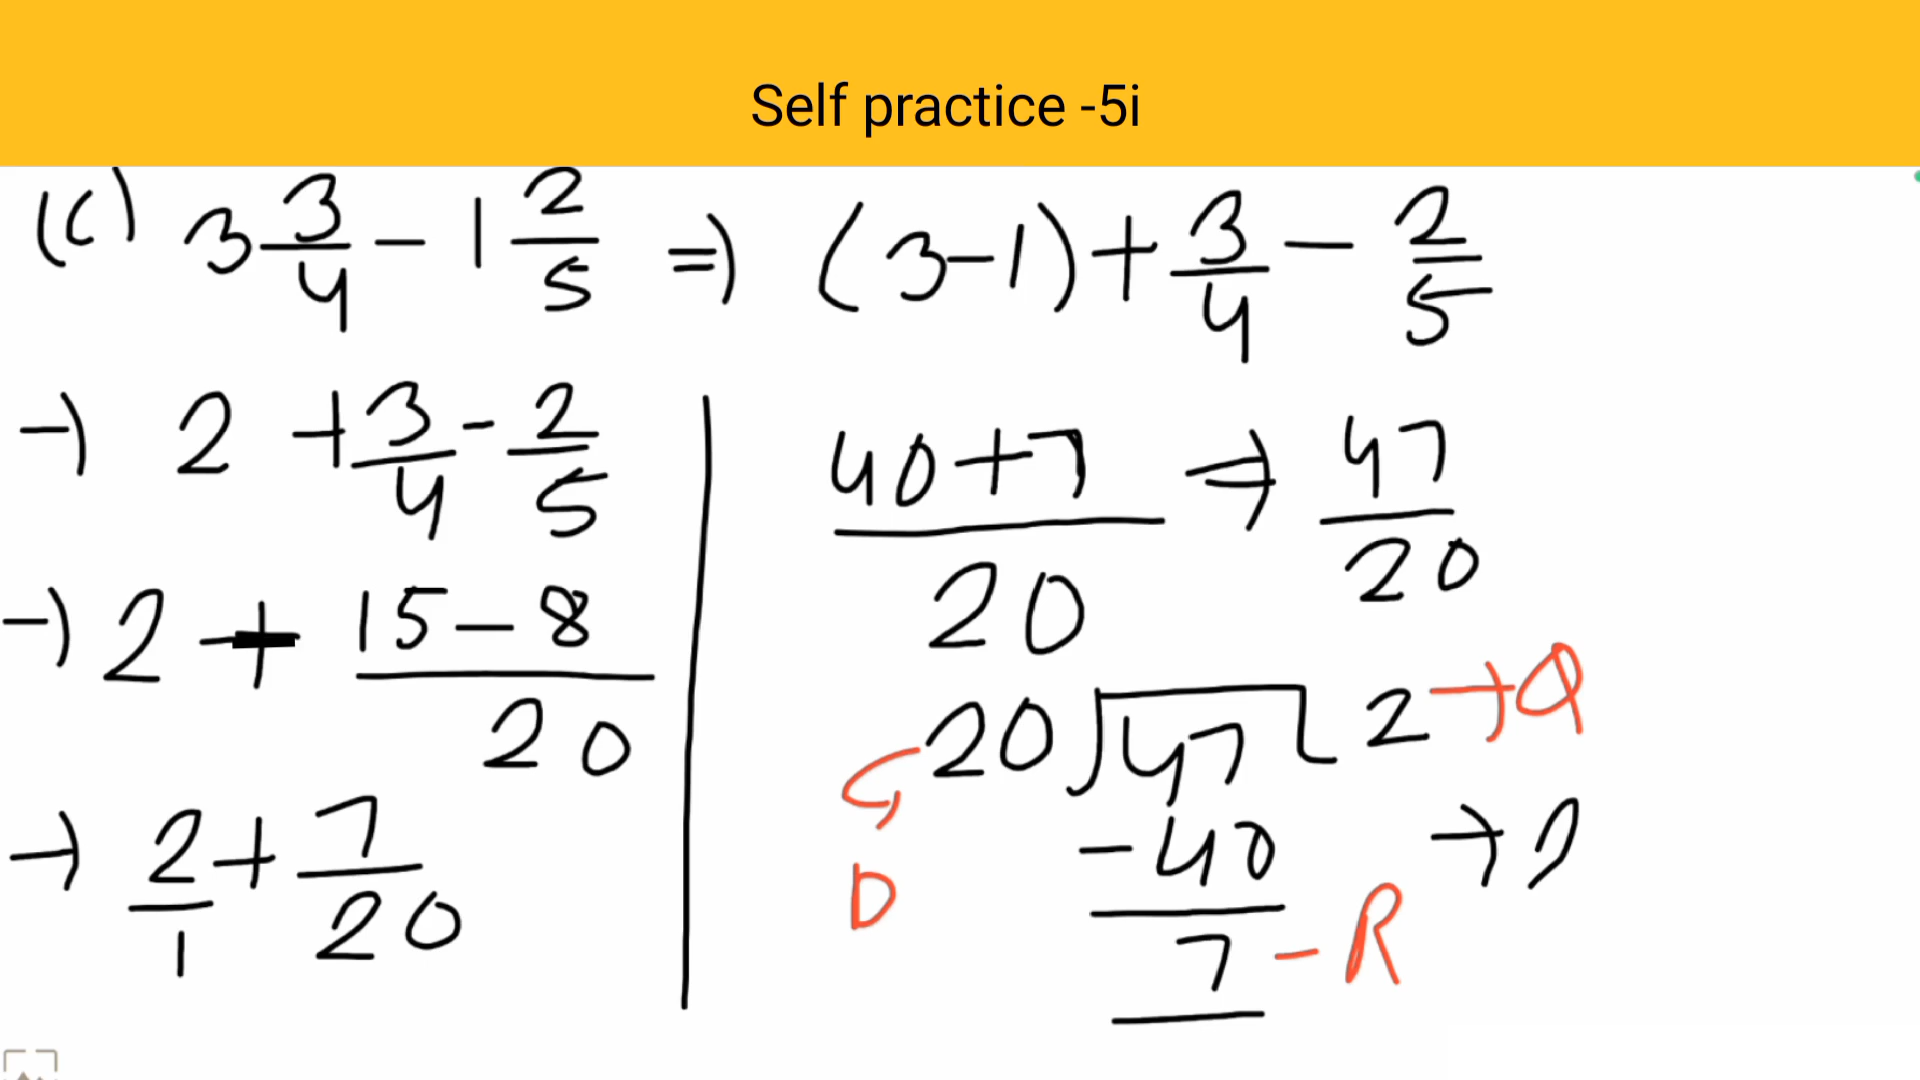 Self practice -5i
(c) 3 3/4 - 1 2/5 ⇒ (3-1) + 3/4 - 2/5
→ 2 + 3/4 - 2/5
→ 2 + 15-8/20
→ 2/1 + 7/20
40+7/20 ⇒ 47/20
20)47(2 → Q
D
-40
7 - R
→ 2